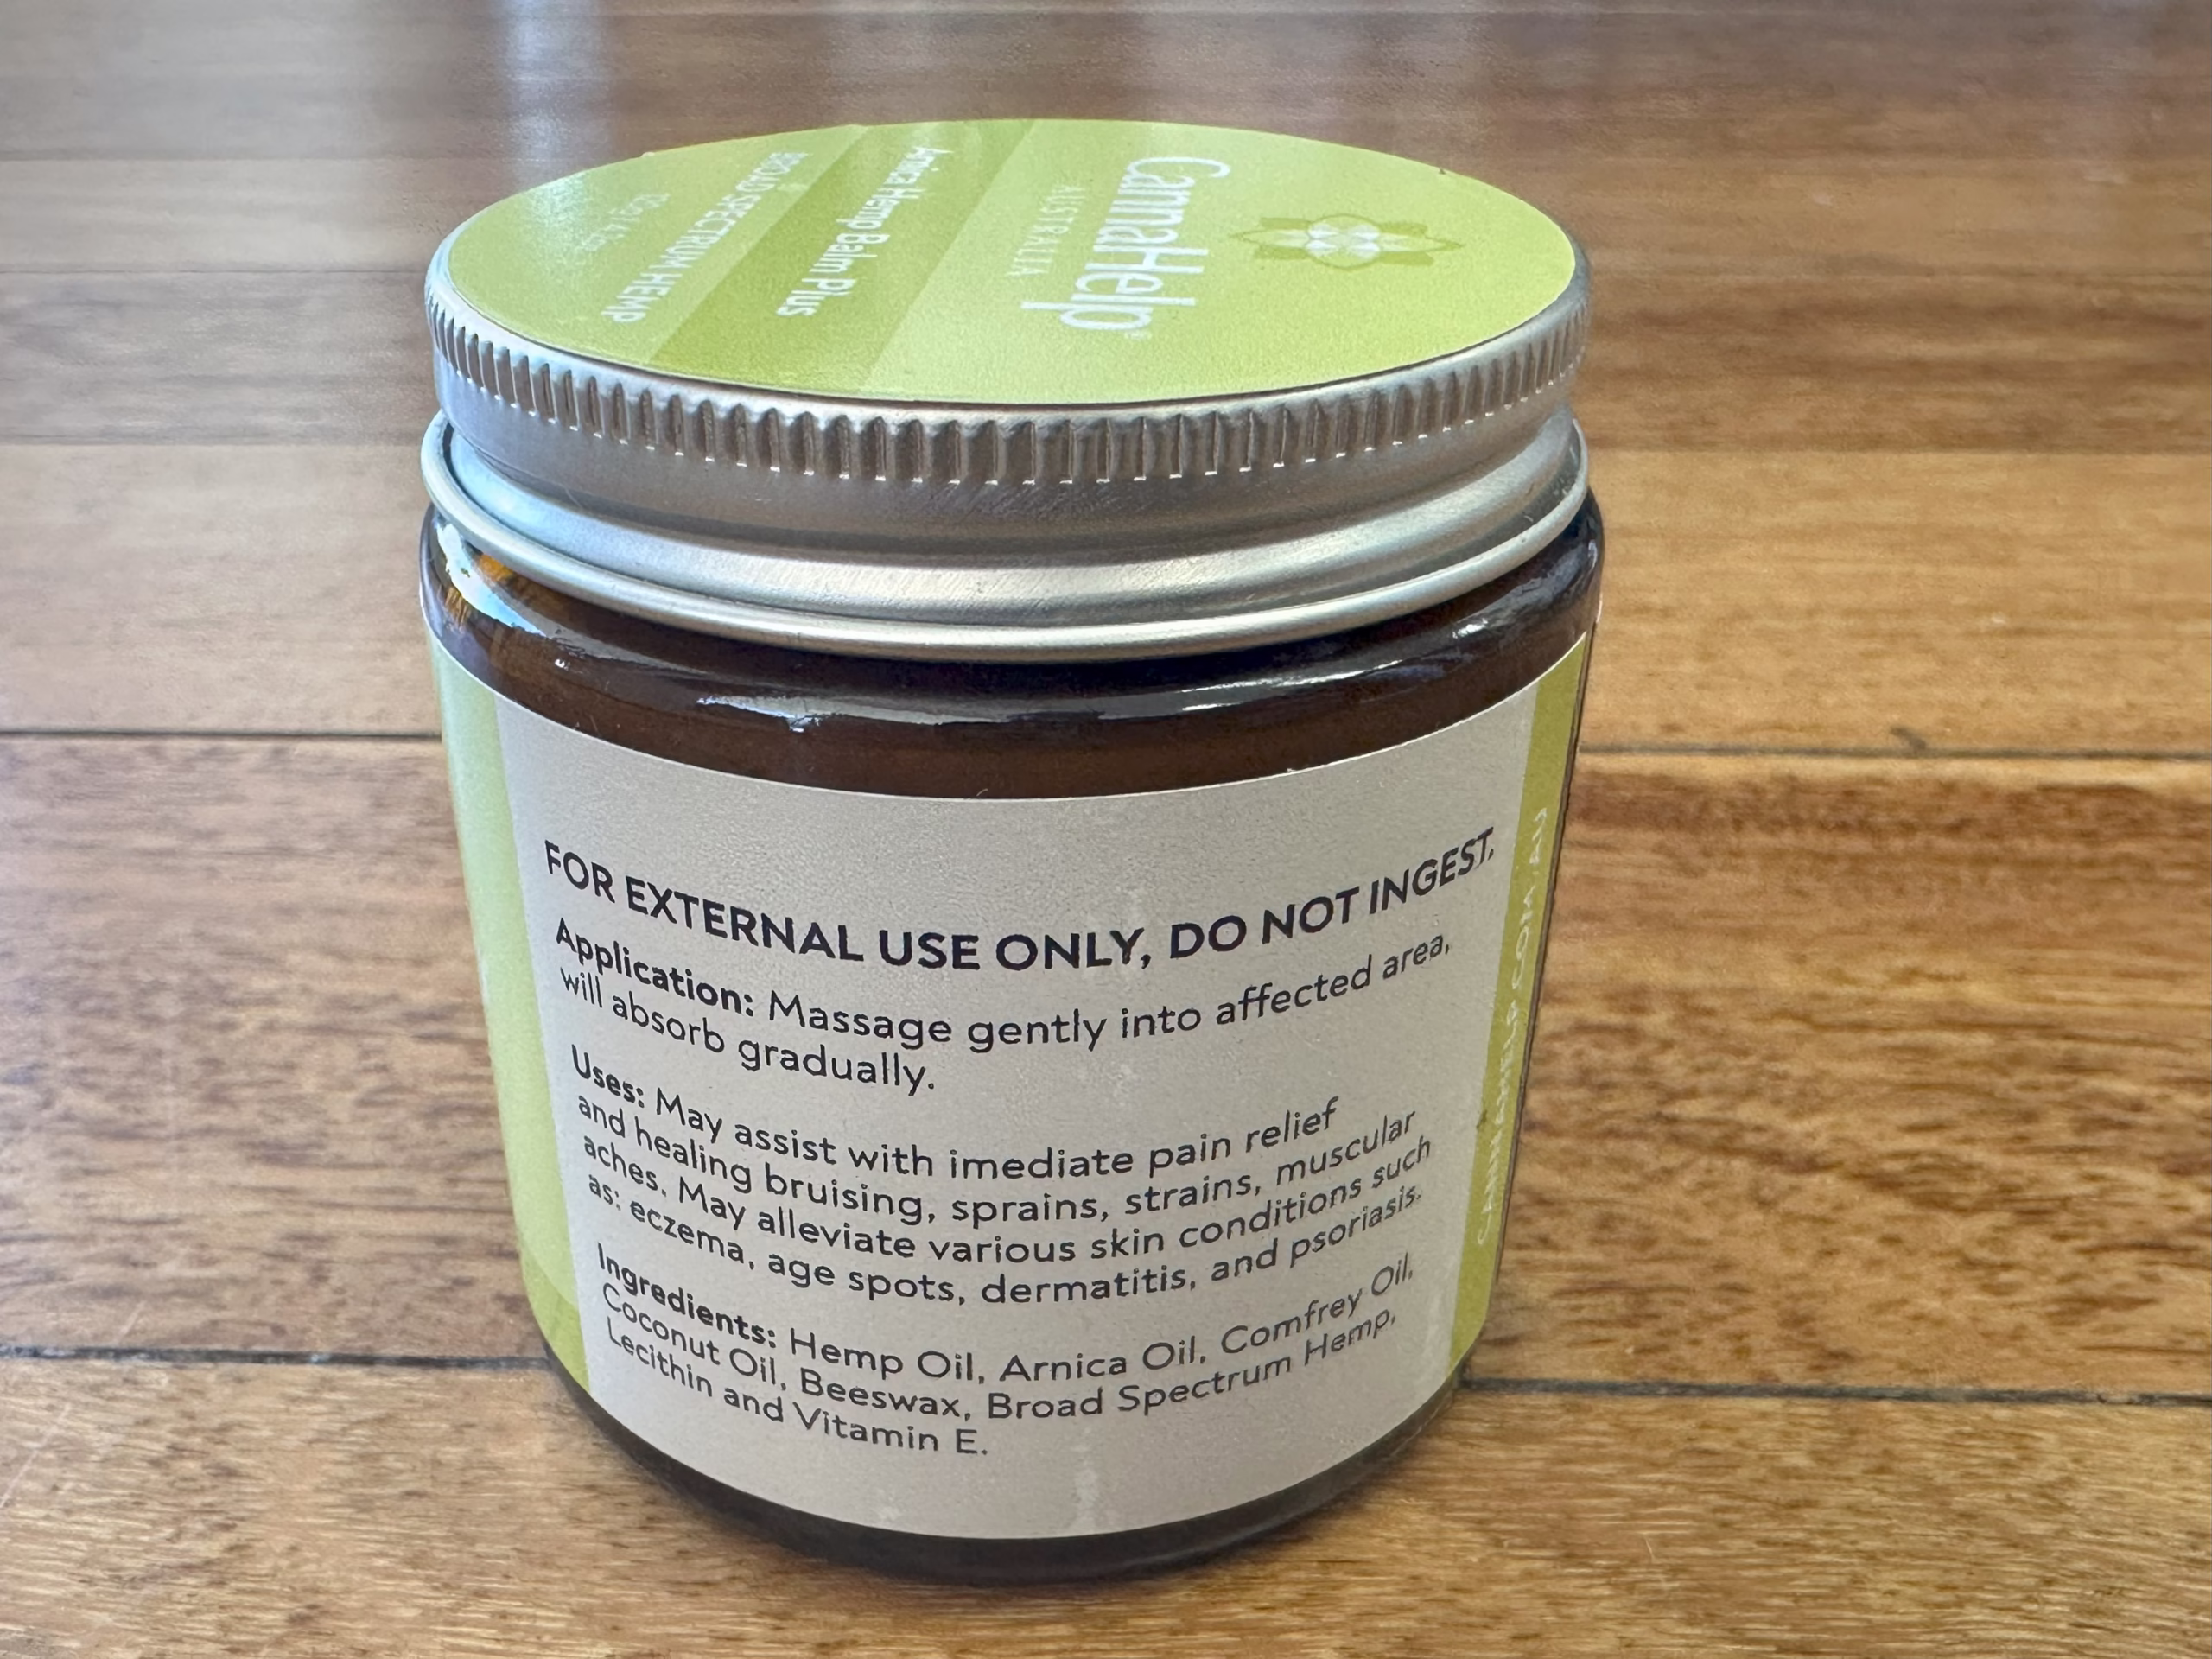 CannaHelp
AUSTRALIA
Arnica Hemp Balm Plus
BROAD SPECTRUM HEMP
FOR EXTERNAL USE ONLY, DO NOT INGEST.
Application: Massage gently into affected area,
will absorb gradually.
Uses: May assist with imediate pain relief
and healing bruising, sprains, strains, muscular
aches. May alleviate various skin conditions such
as: eczema, age spots, dermatitis, and psoriasis.
Ingredients: Hemp Oil, Arnica Oil, Comfrey Oil,
Coconut Oil, Beeswax, Broad Spectrum Hemp,
Lecithin and Vitamin E.
CANNAHELP.COM.AU